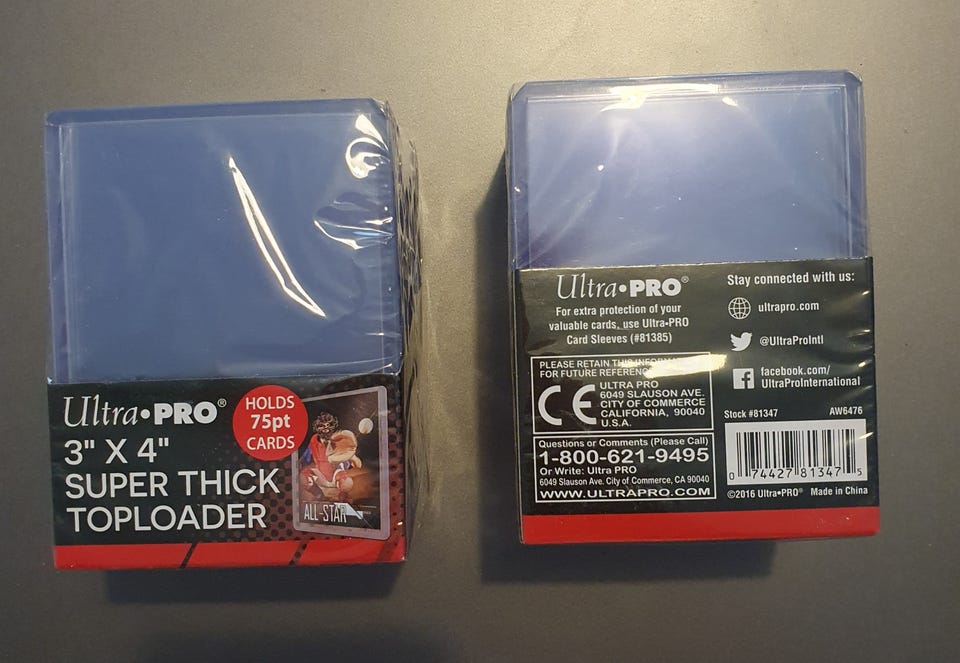 Ultra•PRO®
3" X 4"
SUPER THICK
TOPLOADER
HOLDS
75pt
CARDS
ALL-STAR
Ultra•PRO®
For extra protection of your
valuable cards, use Ultra•PRO
Card Sleeves (#81385)
PLEASE RETAIN THIS INFORMATION
FOR FUTURE REFERENCE
CE
ULTRA PRO
6049 SLAUSON AVE.
CITY OF COMMERCE
CALIFORNIA, 90040
U.S.A.
Questions or Comments (Please Call)
1-800-621-9495
Or Write: Ultra PRO
6049 Slauson Ave. City of Commerce, CA 90040
WWW.ULTRAPRO.COM
Stay connected with us:
ultrapro.com
@UltraProIntl
facebook.com/
UltraProInternational
Stock #81347 AW6476
0 74427 81347 5
©2016 Ultra•PRO® Made in China